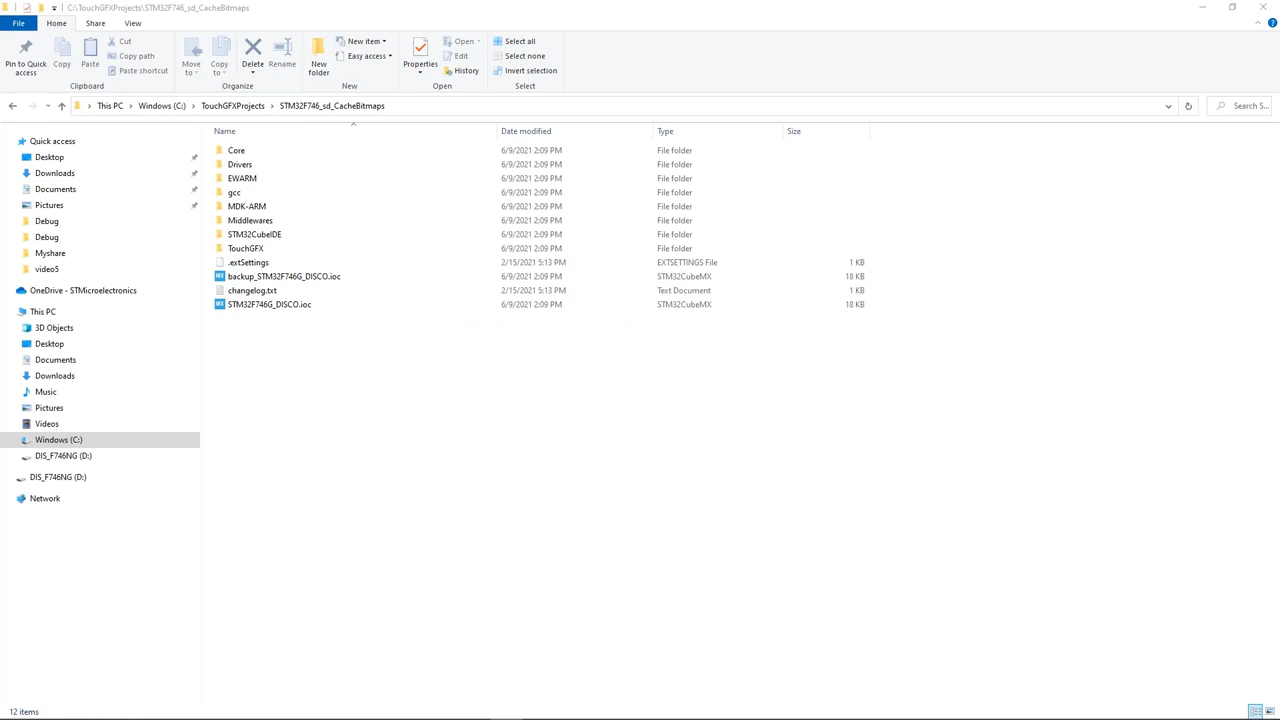 C:\TouchGFXProjects\STM32F746_sd_CacheBitmaps
File Home Share View
Pin to Quick access
Copy
Paste
Cut
Copy path
Paste shortcut
Clipboard
Move to
Copy to
Delete
Rename
Organize
New folder
New item
Easy access
New
Properties
Open
Edit
History
Open
Select all
Select none
Invert selection
Select
This PC > Windows (C:) > TouchGFXProjects > STM32F746_sd_CacheBitmaps
Search S...
Quick access
Desktop
Downloads
Documents
Pictures
Debug
Debug
Myshare
video5
OneDrive - STMicroelectronics
This PC
3D Objects
Desktop
Documents
Downloads
Music
Pictures
Videos
Windows (C:)
DIS_F746NG (D:)
DIS_F746NG (D:)
Network
Name Date modified Type Size
Core 6/9/2021 2:09 PM File folder
Drivers 6/9/2021 2:09 PM File folder
EWARM 6/9/2021 2:09 PM File folder
gcc 6/9/2021 2:09 PM File folder
MDK-ARM 6/9/2021 2:09 PM File folder
Middlewares 6/9/2021 2:09 PM File folder
STM32CubeIDE 6/9/2021 2:09 PM File folder
TouchGFX 6/9/2021 2:09 PM File folder
.extSettings 2/15/2021 5:13 PM EXTSETTINGS File 1 KB
MX backup_STM32F746G_DISCO.ioc 6/9/2021 2:09 PM STM32CubeMX 18 KB
changelog.txt 2/15/2021 5:13 PM Text Document 1 KB
MX STM32F746G_DISCO.ioc 6/9/2021 2:09 PM STM32CubeMX 18 KB
12 items